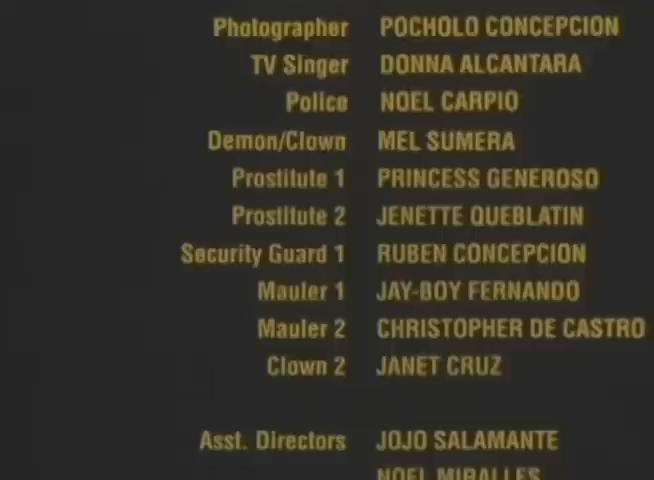 Photographer POCHOLO CONCEPCION
TV Singer DONNA ALCANTARA
Police NOEL CARPIO
Demon/Clown MEL SUMERA
Prostitute 1 PRINCESS GENEROSO
Prostitute 2 JENETTE QUEBLATIN
Security Guard 1 RUBEN CONCEPCION
Mauler 1 JAY-BOY FERNANDO
Mauler 2 CHRISTOPHER DE CASTRO
Clown 2 JANET CRUZ
Asst. Directors JOJO SALAMANTE
NOEL MIRALLES